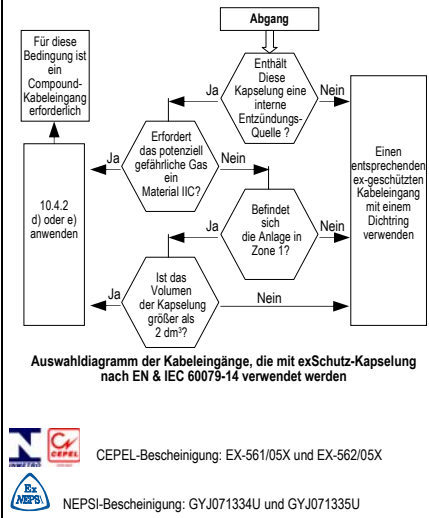 Abgang
Für diese
Bedingung ist
ein
Compound-
Kabeleingang
erforderlich
Enthält
Diese
Kapselung eine
interne
Entzündungs-
Quelle ?
Ja
Nein
Erfordert
das potenziell
gefährliche Gas
ein
Material IIC?
Ja
Nein
10.4.2
d) oder e)
anwenden
Befindet
sich
die Anlage in
Zone 1?
Ja
Nein
Einen
entsprechenden
ex-geschützten
Kabeleingang
mit einem
Dichtring
verwenden
Ist das
Volumen
der Kapselung
größer als
2 dm³?
Ja
Nein
Auswahldiagramm der Kabeleingänge, die mit exSchutz-Kapselung
nach EN & IEC 60079-14 verwendet werden
INMETRO
CEPEL
CEPEL-Bescheinigung: EX-561/05X und EX-562/05X
Ex
NEPSI
NEPSI-Bescheinigung: GYJ071334U und GYJ071335U